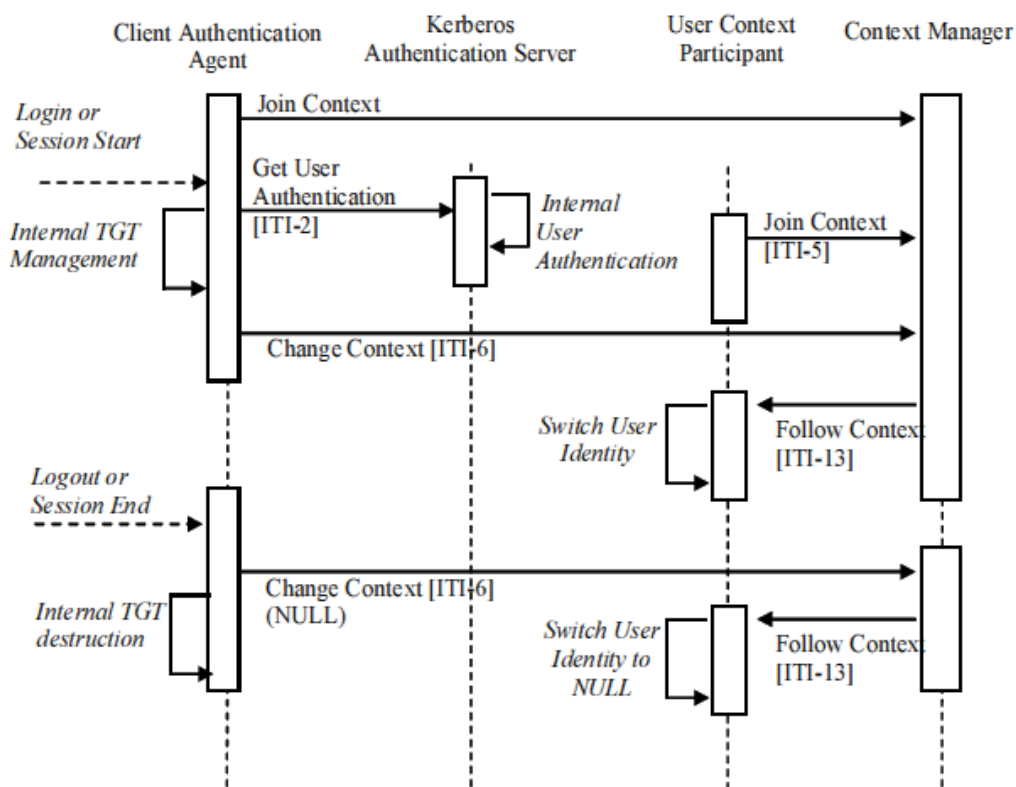 Client Authentication
Agent
Kerberos
Authentication Server
User Context
Participant
Context Manager
Login or
Session Start
Join Context
Get User
Authentication
[ITI-2]
Internal
User
Authentication
Join Context
[ITI-5]
Internal TGT
Management
Change Context [ITI-6]
Switch User
Identity
Follow Context
[ITI-13]
Logout or
Session End
Change Context [ITI-6]
(NULL)
Internal TGT
destruction
Switch User
Identity to
NULL
Follow Context
[ITI-13]